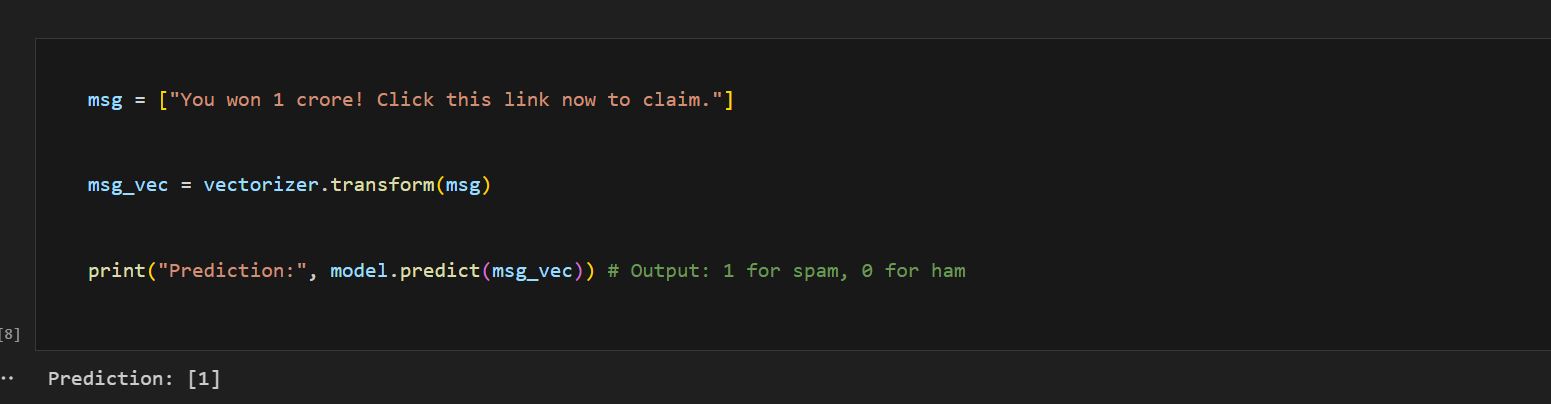 msg = ["You won 1 crore! Click this link now to claim."]
msg_vec = vectorizer.transform(msg)
print("Prediction:", model.predict(msg_vec)) # Output: 1 for spam, 0 for ham
[8]
Prediction: [1]